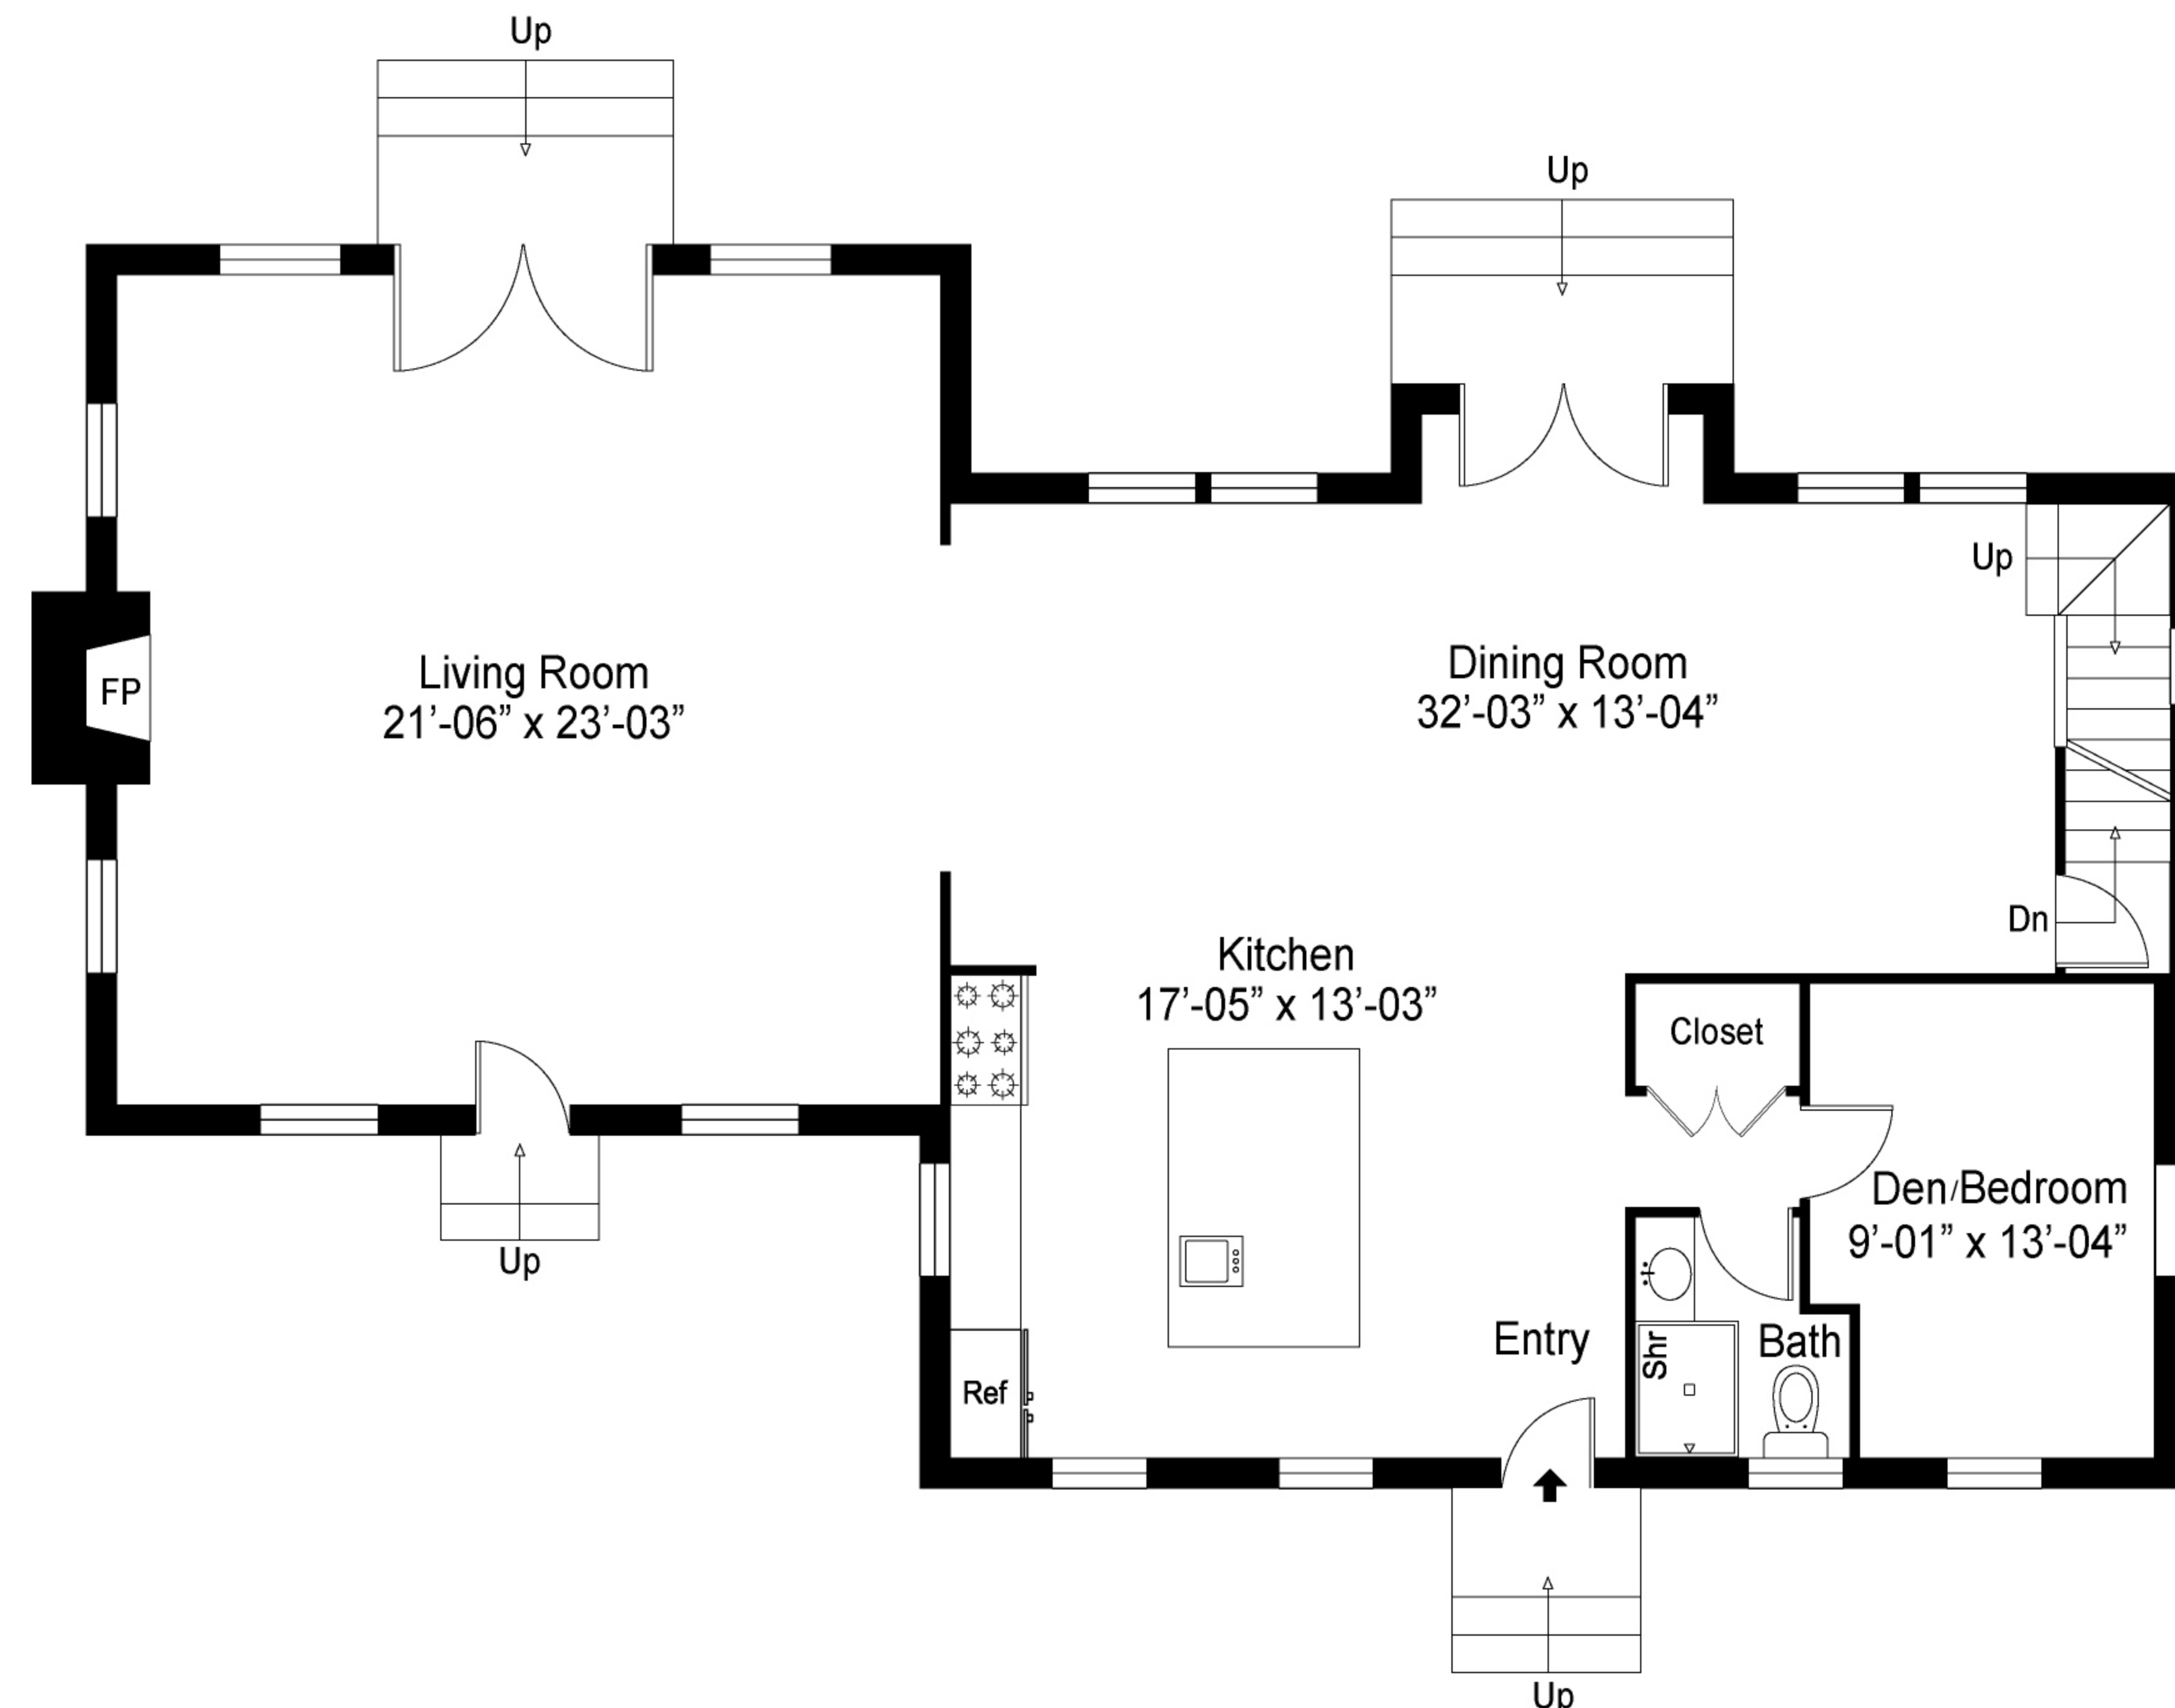 Up
Up
Up
Living Room
21’-06” x 23’-03”
FP
Dining Room
32’-03” x 13’-04”
Dn
Kitchen
17’-05” x 13’-03”
Closet
Den/Bedroom
9’-01” x 13’-04”
Up
Entry
Shr
Bath
Ref
Up